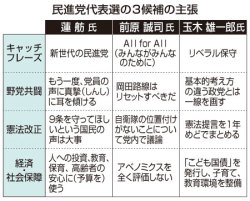 民進党代表選の3候補の主張
蓮 舫 氏
前原 誠司 氏
玉木 雄一郎 氏
キャッチ
フレーズ
新世代の民進党
All for All
（みんながみんな
のために）
リベラル保守
野党共闘
もう一度、党員の
声に真摯（しんし）
に耳を傾ける
岡田路線は
リセットすべきだ
基本的考え方
の違う政党とは
一線を画す
憲法改正
9条を守ってほし
いという国民の
声は大事
自衛隊の位置付
けがないことにつ
いて党内で議論
憲法提言を1年
めどでまとめる
経済・
社会保障
人への投資、教育、
保育、高齢者の
安心に（予算を）
使う
アベノミクスを
全く評価しない
「こども国債」を
発行し、子育て、
教育環境を整備